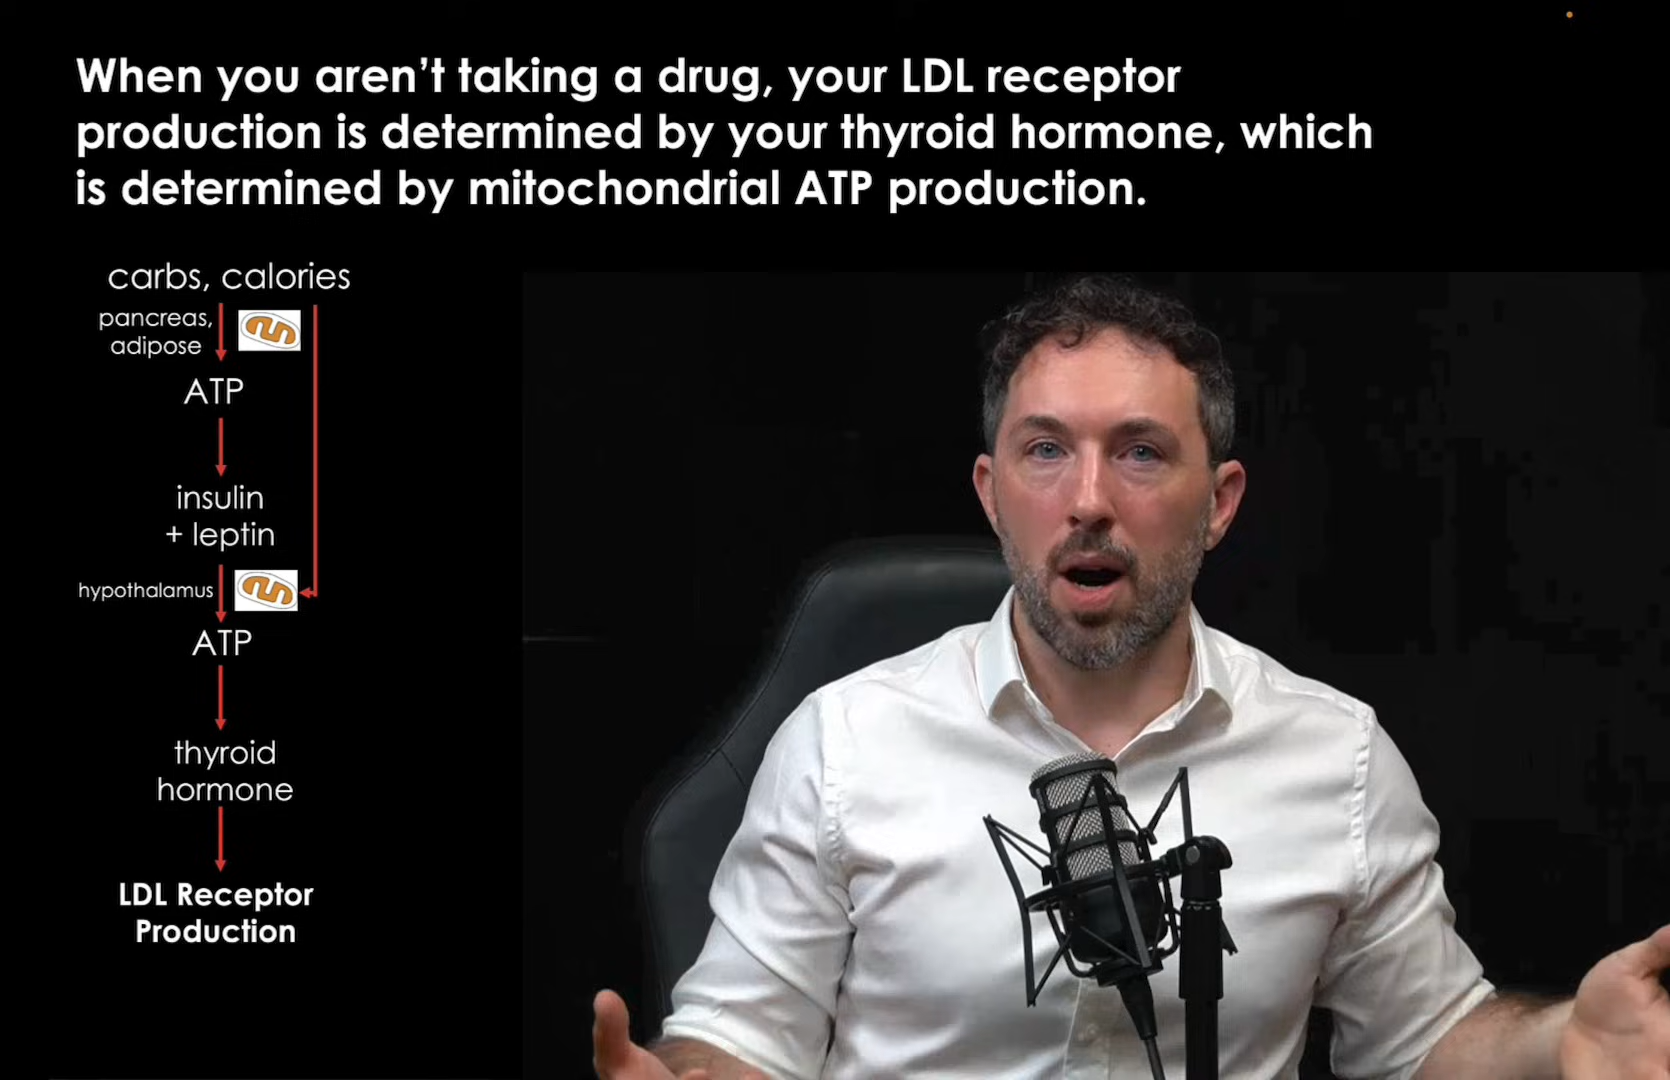 When you aren’t taking a drug, your LDL receptor
production is determined by your thyroid hormone, which
is determined by mitochondrial ATP production.
carbs, calories
pancreas,
adipose
ATP
insulin
+ leptin
hypothalamus
ATP
thyroid
hormone
LDL Receptor
Production